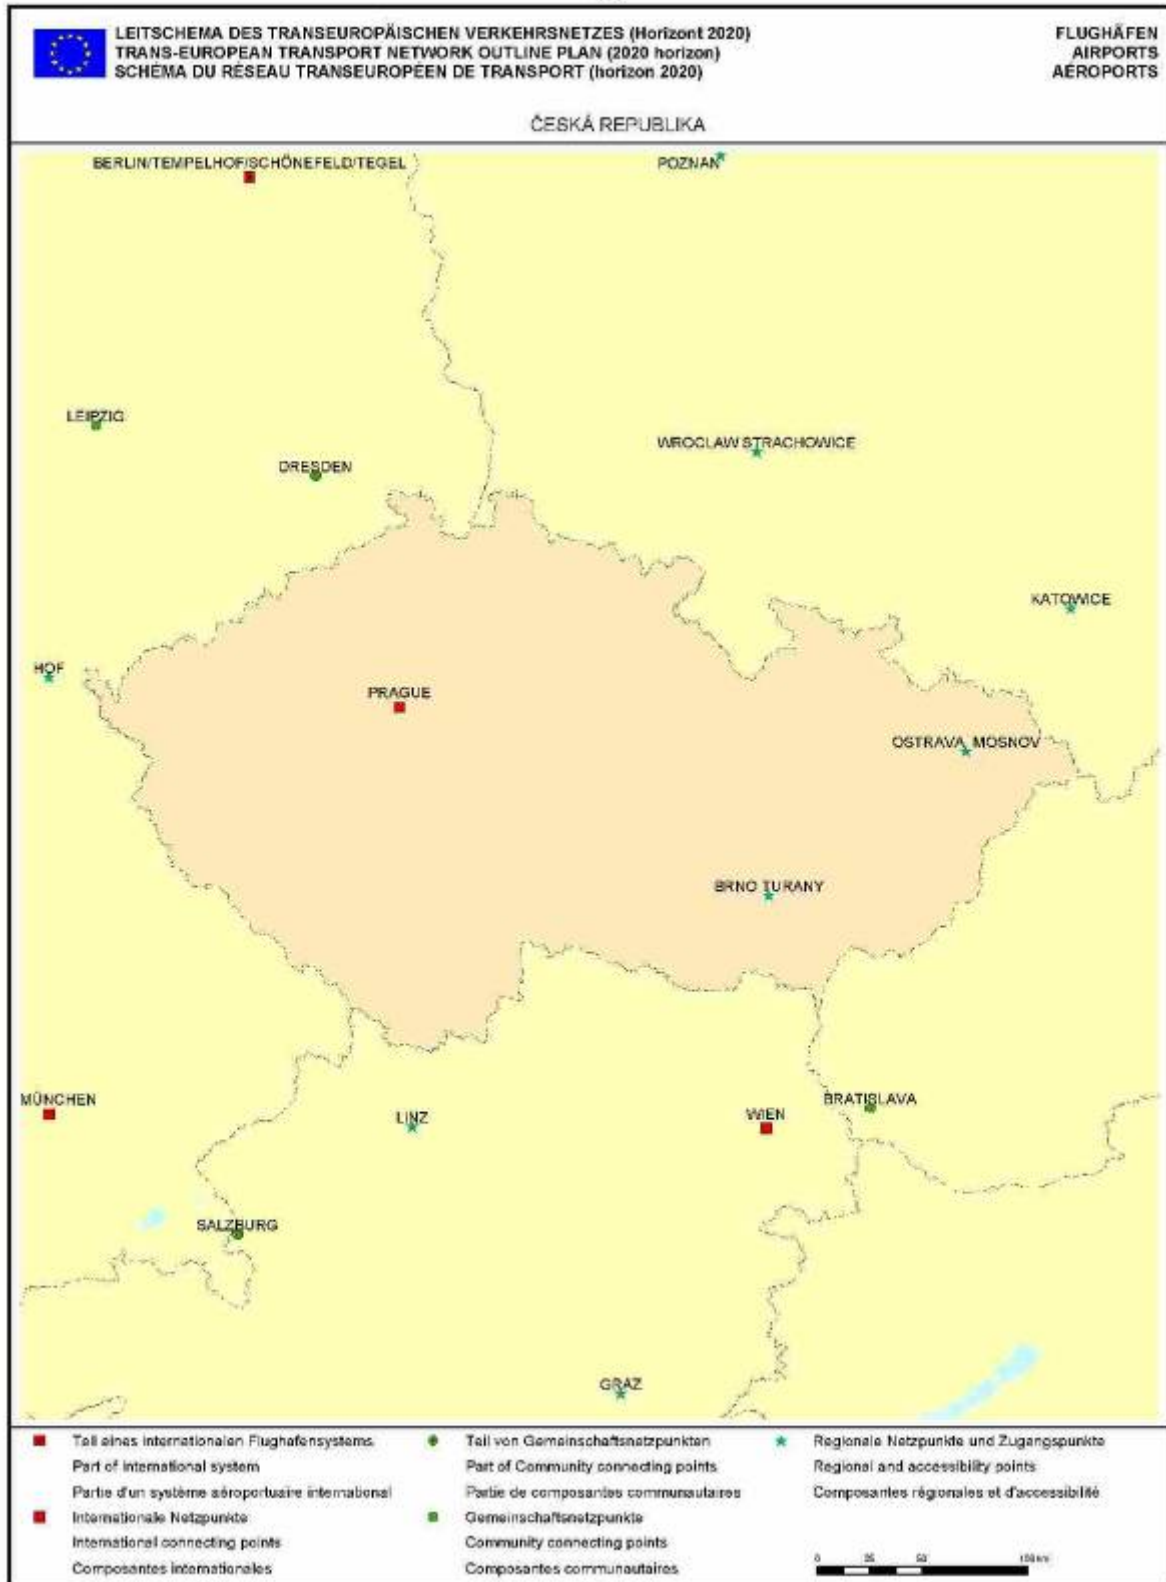 LEITSCHEMA DES TRANSEUROPÄISCHEN VERKEHRSNETZES (Horizont 2020)
TRANS-EUROPEAN TRANSPORT NETWORK OUTLINE PLAN (2020 horizon)
SCHÉMA DU RÉSEAU TRANSEUROPÉEN DE TRANSPORT (horizon 2020)
FLUGHÄFEN
AIRPORTS
AÉROPORTS
ČESKÁ REPUBLIKA
BERLIN/TEMPELHOF/SCHÖNEFELD/TEGEL
POZNAN
LEIPZIG
WROCLAW STRACHOWICE
DRESDEN
KATOWICE
HOF
PRAGUE
OSTRAVA MOSNOV
BRNO TURANY
MÜNCHEN
LINZ
WIEN
BRATISLAVA
SALZBURG
GRAZ
Teil eines internationalen Flughafensystems
Part of international system
Partie d'un système aéroportuaire international
Internationale Netzpunkte
International connecting points
Composantes internationales
Teil von Gemeinschaftsnetzpunkten
Part of Community connecting points
Partie de composantes communautaires
Gemeinschaftsnetzpunkte
Community connecting points
Composantes communautaires
Regionale Netzpunkte und Zugangspunkte
Regional and accessibility points
Composantes régionales et d'accessibilité
0 25 50 100 km